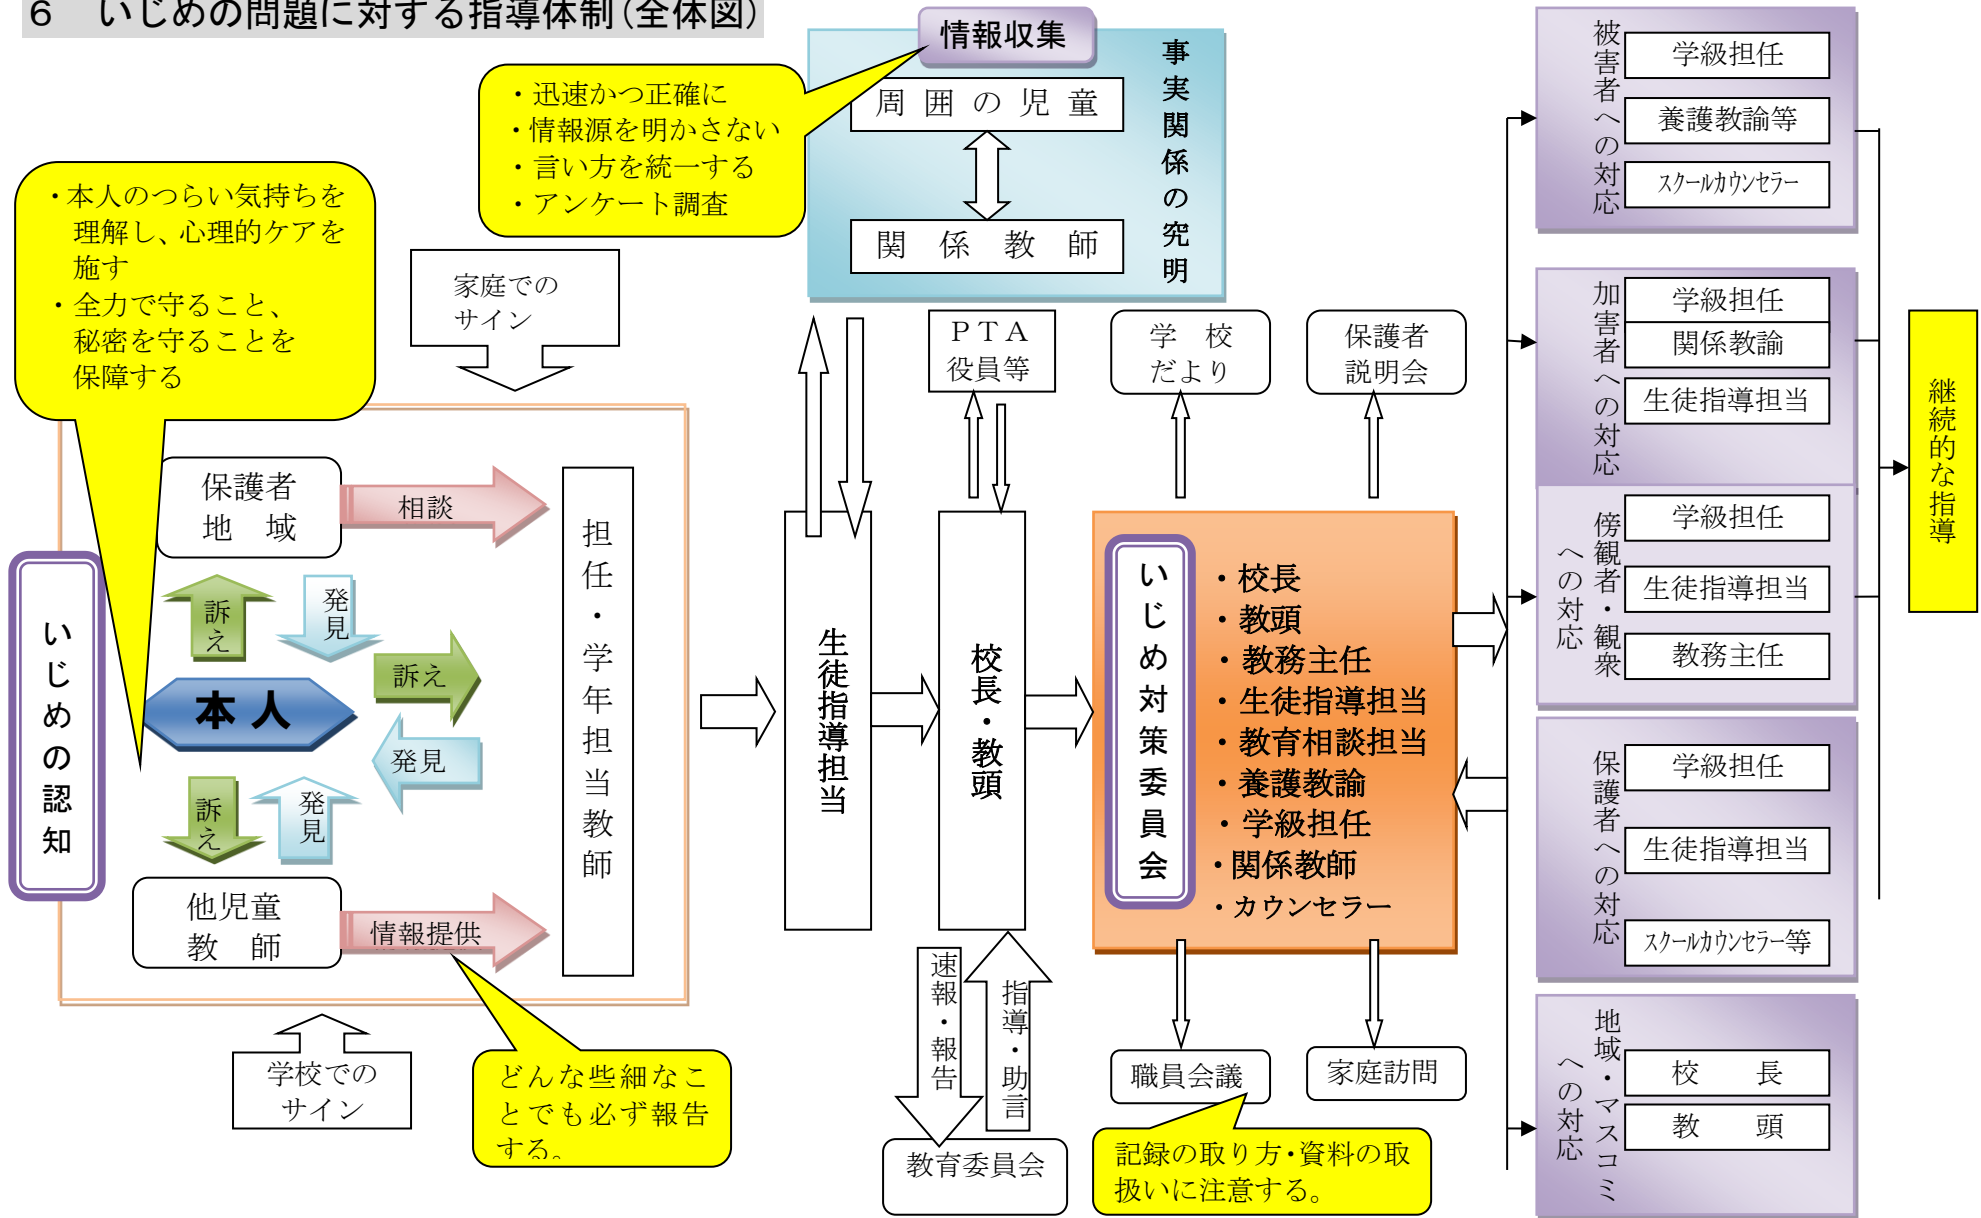 ６　いじめの問題に対する指導体制（全体図）
情報収集
・迅速かつ正確に
・情報源を明かさない
・言い方を統一する
・アンケート調査
周囲の児童
関係教師
事実関係の究明
・本人のつらい気持ちを
理解し、心理的ケアを
施す
・全力で守ること、
秘密を守ることを
保障する
家庭での
サイン
いじめの認知
保護者
地　域
相談
訴え
発見
訴え
本人
発見
訴え
発見
他児童
教　師
情報提供
担任・学年担当教師
学校での
サイン
どんな些細なこ
とでも必ず報告
する。
生徒指導担当
ＰＴＡ
役員等
校長・教頭
速報・報告
指導・助言
教育委員会
学　校
だより
保護者
説明会
いじめ対策委員会
・校長
・教頭
・教務主任
・生徒指導担当
・教育相談担当
・養護教諭
・学級担任
・関係教師
・カウンセラー
職員会議
家庭訪問
記録の取り方・資料の取
扱いに注意する。
被害者への対応
学級担任
養護教諭等
スクールカウンセラー
加害者への対応
学級担任
関係教諭
生徒指導担当
傍観者・観衆
への対応
学級担任
生徒指導担当
教務主任
保護者への対応
学級担任
生徒指導担当
スクールカウンセラー等
地域・マスコミ
への対応
校　長
教　頭
継続的な指導